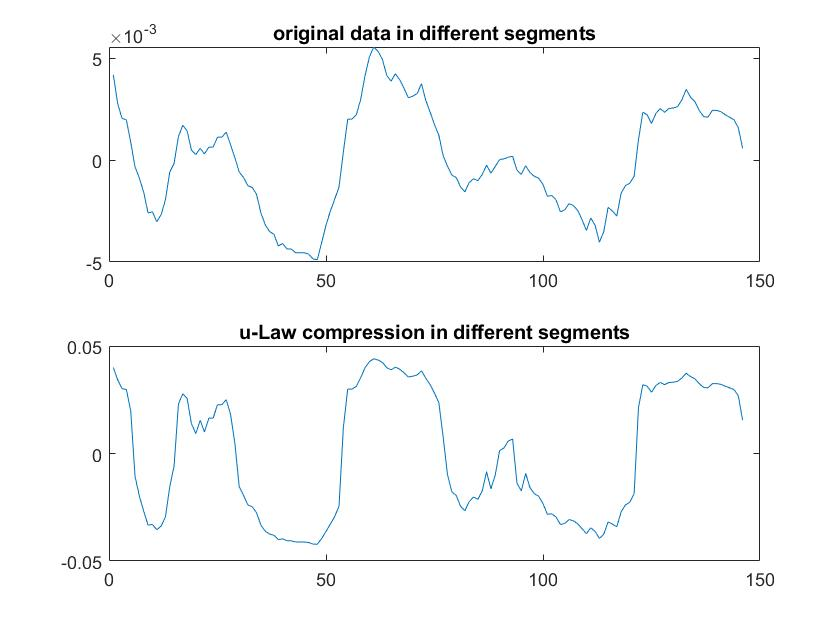 ×10-3
original data in different segments
5
0
-5
0 50 100 150
u-Law compression in different segments
0.05
0
-0.05
0 50 100 150